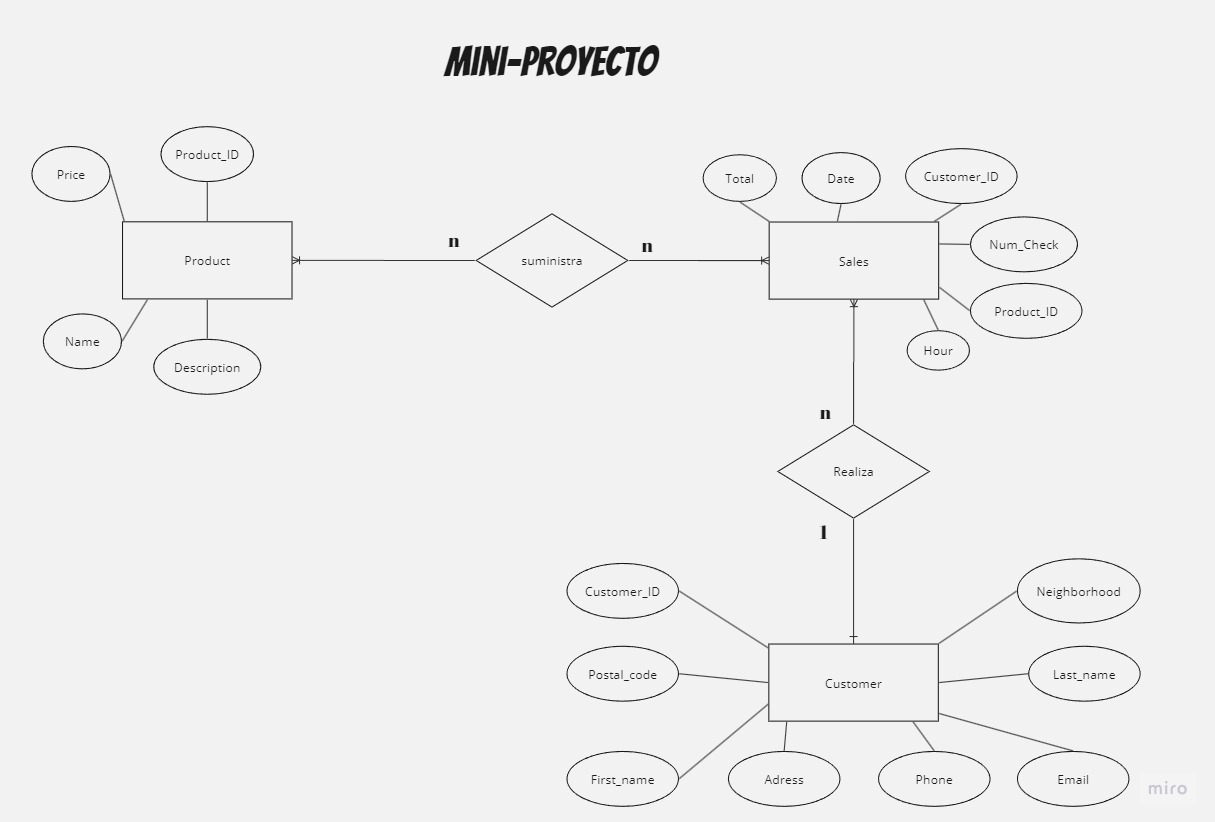 MINI-PROYECTO
Price
Product_ID
Product
Name
Description
n
suministra
n
Total
Date
Customer_ID
Num_Check
Sales
Product_ID
Hour
n
Realiza
1
Customer_ID
Neighborhood
Postal_code
Customer
Last_name
First_name
Adress
Phone
Email
miro